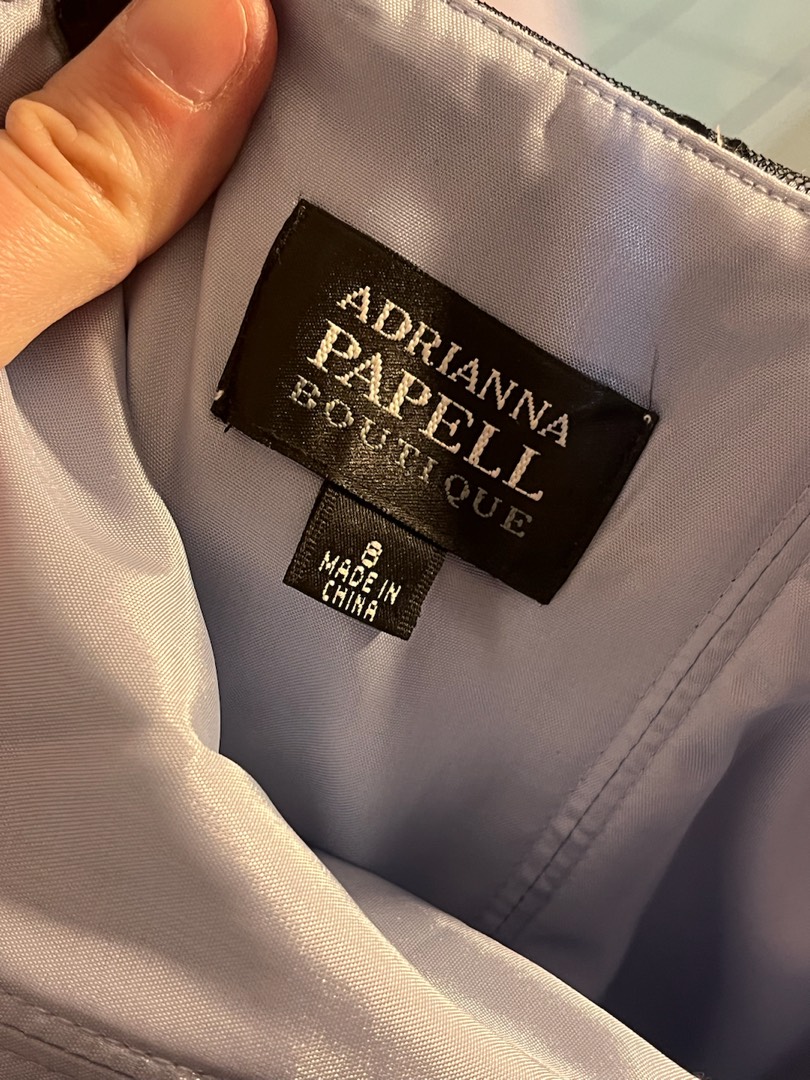 ADRIANNA
PAPELL
BOUTIQUE
8
MADE IN
CHINA